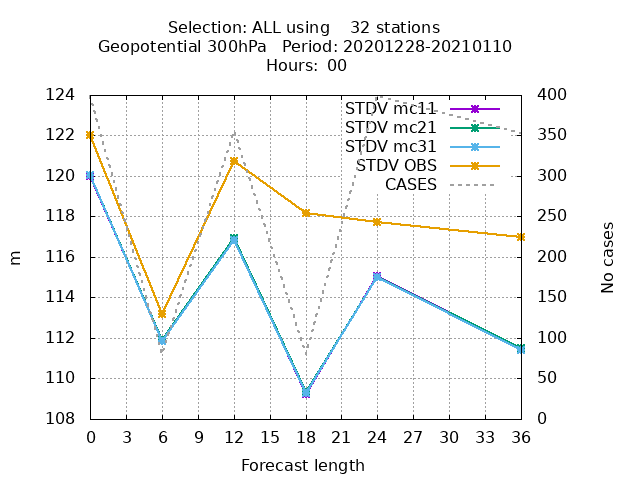 Selection: ALL using    32 stations
Geopotential 300hPa   Period: 20201228-20210110
Hours:  00
STDV mc11
STDV mc21
STDV mc31
STDV OBS
CASES
124
122
120
118
116
114
112
110
108
m
400
350
300
250
200
150
100
50
0
No cases
0 3 6 9 12 15 18 21 24 27 30 33 36
Forecast length